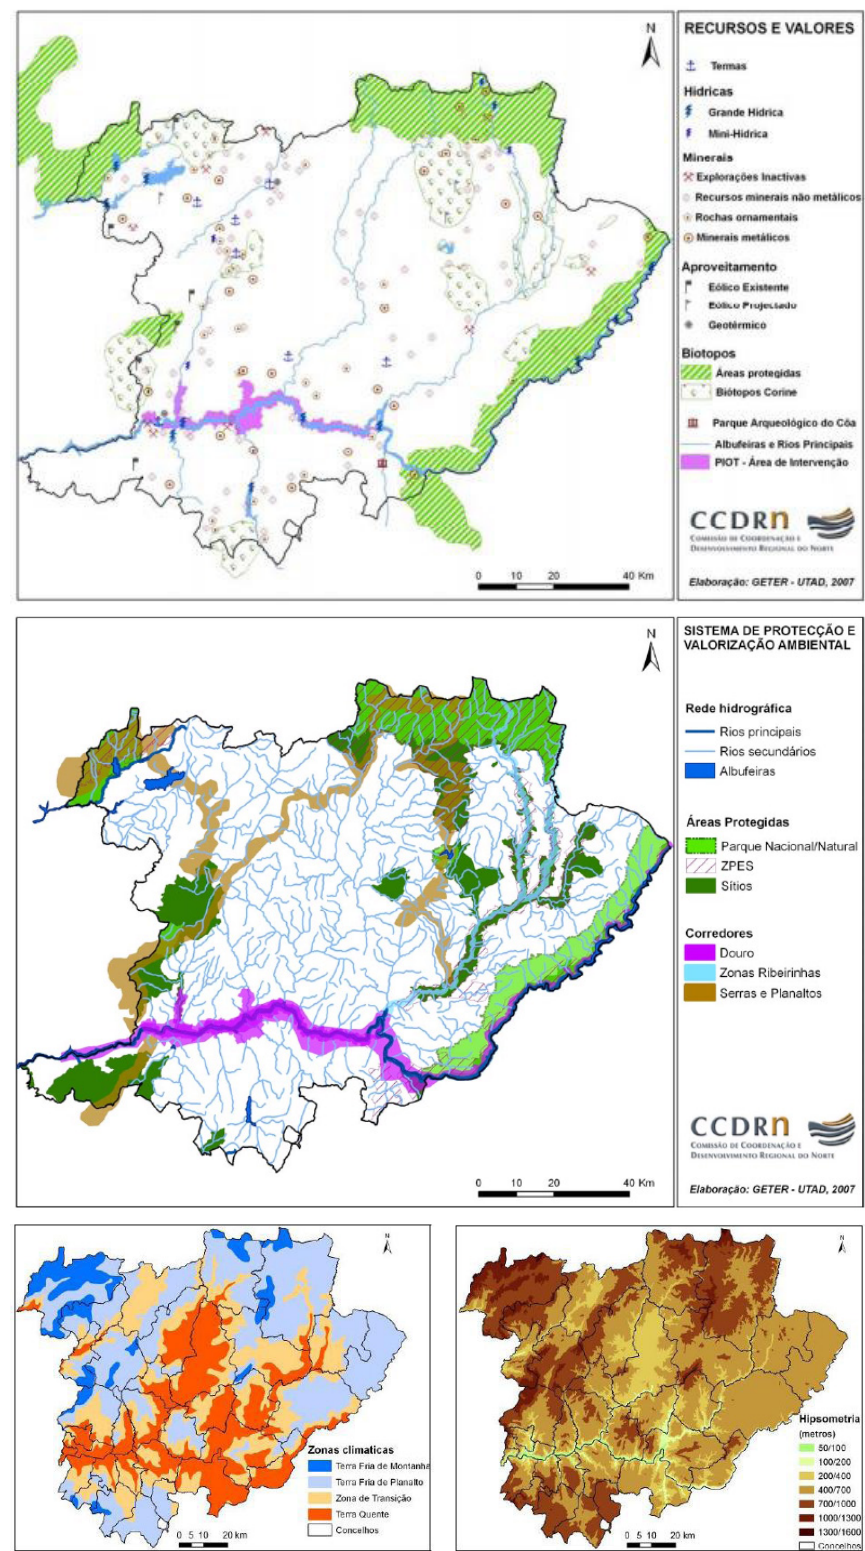 N
RECURSOS E VALORES
Termas
Hídricas
Grande Hídrica
Mini-Hídrica
Minerais
Explorações Inactivas
Recursos minerais não metálicos
Rochas ornamentais
Minerais metálicos
Aproveitamento
Eólico Existente
Eólico Projectado
Geotérmico
Biótopos
Áreas protegidas
Biótopos Corine
Parque Arqueológico do Côa
Albufeiras e Rios Principais
PIOT - Área de Intervenção
CCDRn
COMISSÃO DE COORDENAÇÃO E
DESENVOLVIMENTO REGIONAL DO NORTE
Elaboração: GETER - UTAD, 2007
0 10 20 40 Km
N
SISTEMA DE PROTECÇÃO E
VALORIZAÇÃO AMBIENTAL
Rede hidrográfica
Rios principais
Rios secundários
Albufeiras
Áreas Protegidas
Parque Nacional/Natural
ZPES
Sítios
Corredores
Douro
Zonas Ribeirinhas
Serras e Planaltos
CCDRn
COMISSÃO DE COORDENAÇÃO E
DESENVOLVIMENTO REGIONAL DO NORTE
Elaboração: GETER - UTAD, 2007
0 10 20 40 Km
N
Zonas climaticas
Terra Fria de Montanha
Terra Fria de Planalto
Zona de Transição
Terra Quente
Concelhos
0 5 10 20 km
N
Hipsometria
(metros)
50/100
100/200
200/400
400/700
700/1000
1000/1300
1300/1600
Concelhos
0 5 10 20 km